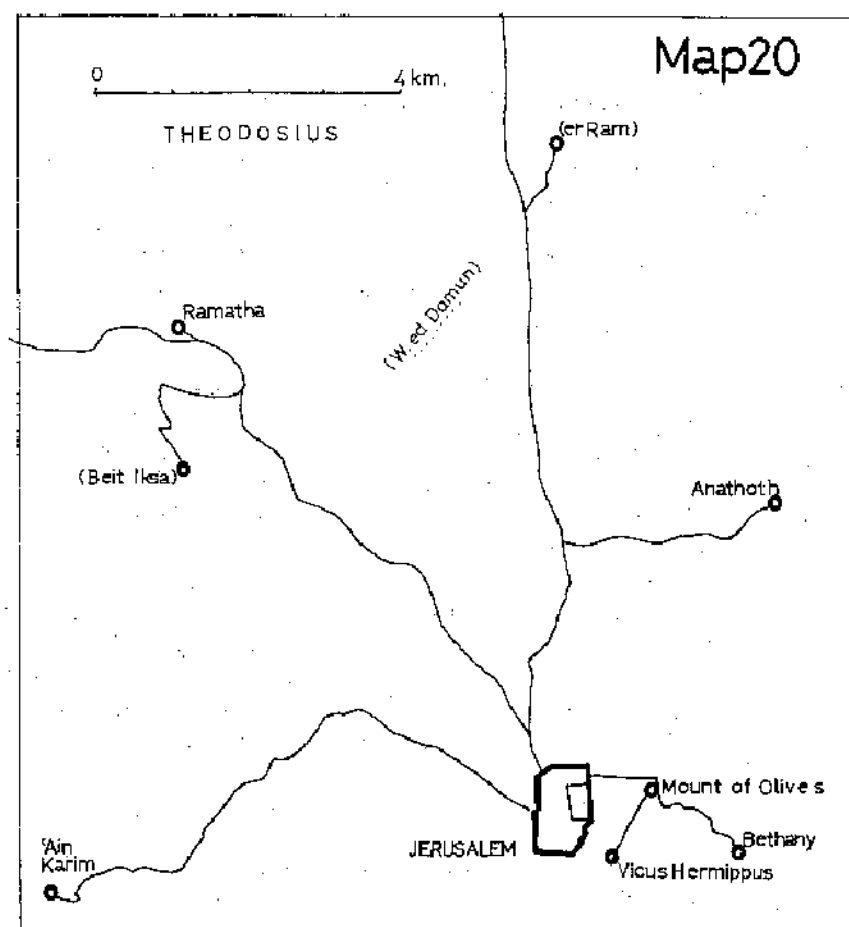 Map20
0 4 km.
THEODOSIUS
(er Ram)
(W. ed Damun)
Ramatha
(Beit Iksa)
Anathoth
Mount of Olives
JERUSALEM
Bethany
Vicus Hermippus
'Ain
Karim